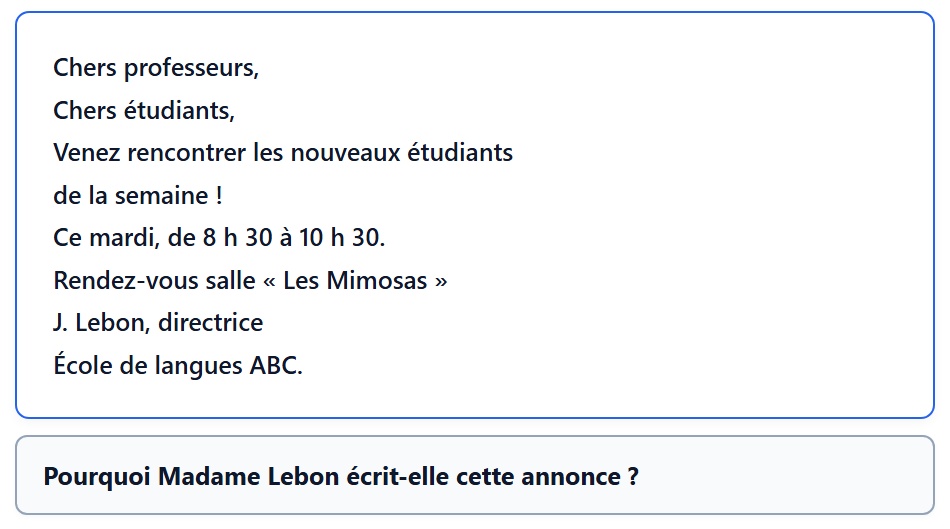 Chers professeurs,
Chers étudiants,
Venez rencontrer les nouveaux étudiants
de la semaine !
Ce mardi, de 8 h 30 à 10 h 30.
Rendez-vous salle « Les Mimosas »
J. Lebon, directrice
École de langues ABC.
Pourquoi Madame Lebon écrit-elle cette annonce ?